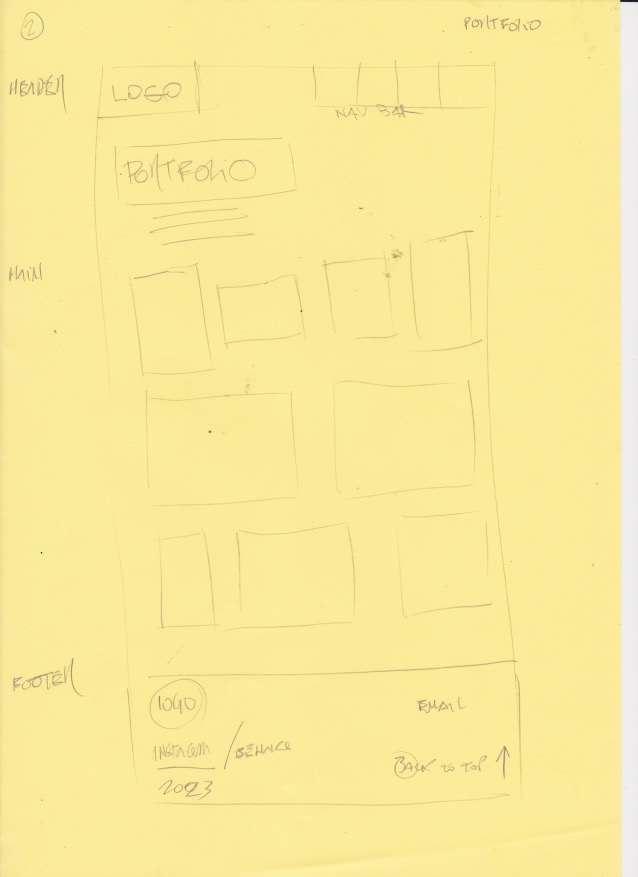 2
PORTFOLIO
HEADER
LOGO
NAV BAR
PORTFOLIO
MAIN
FOOTER
LOGO
EMAIL
INSTAGRAM / BEHANCE
BACK TO TOP
2023